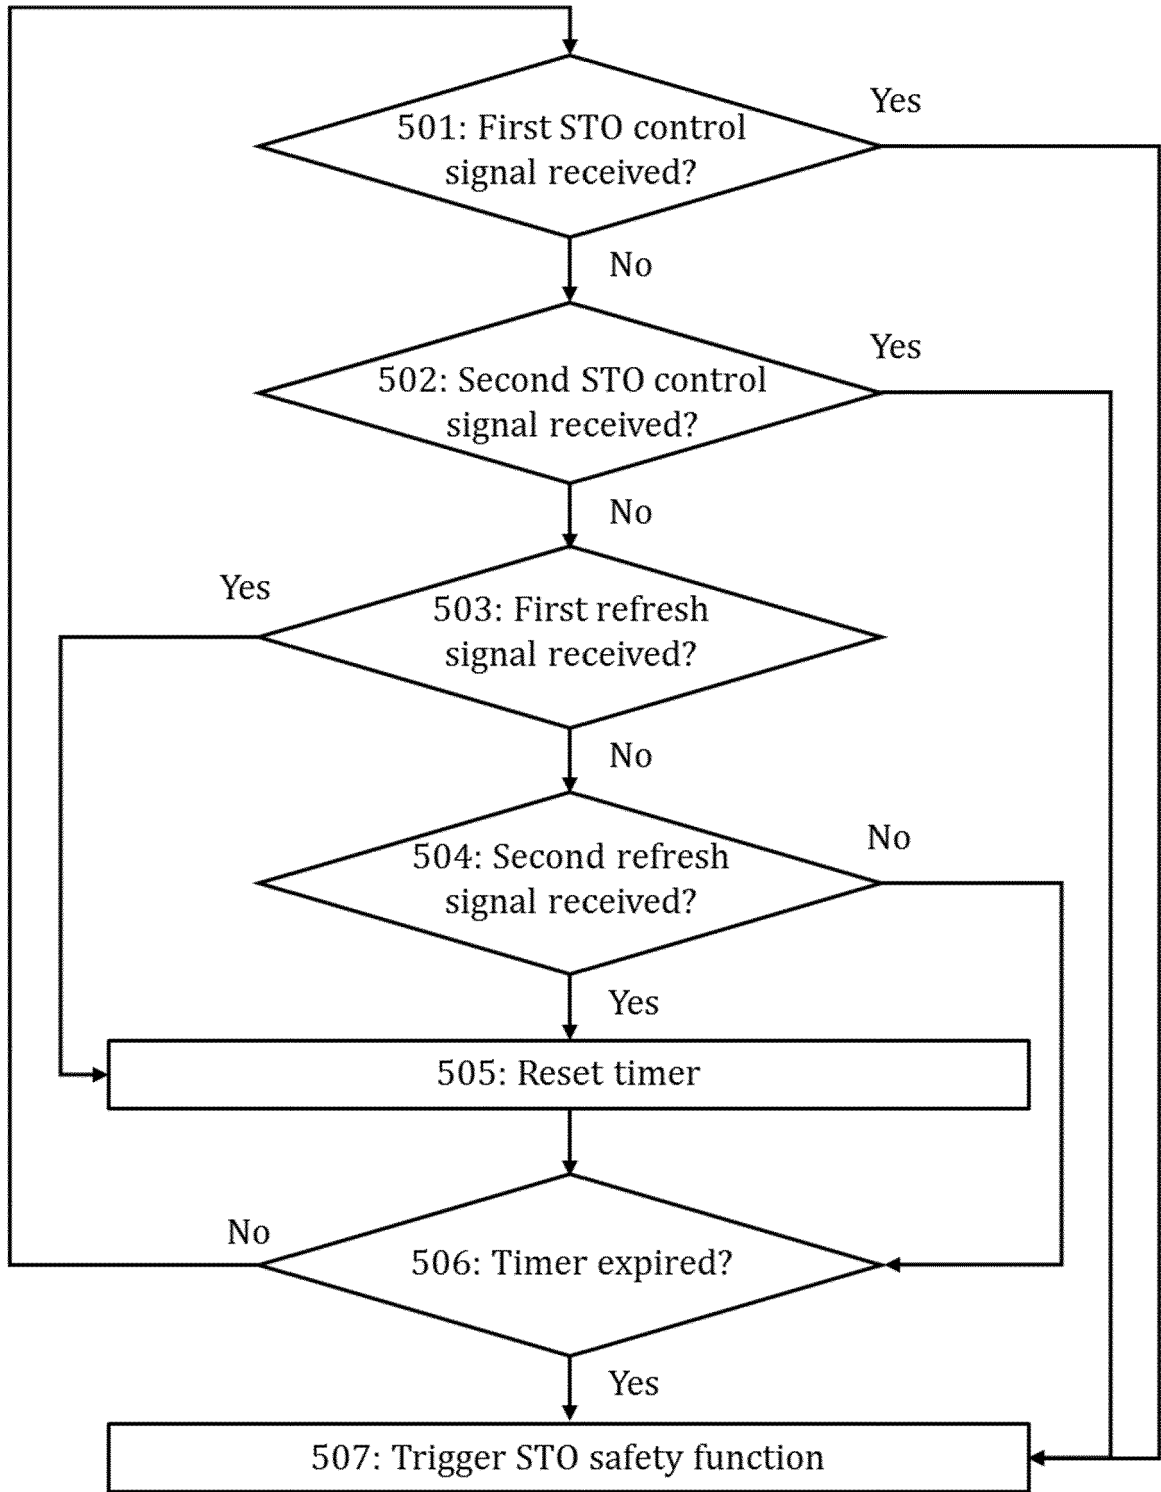 Yes
501: First STO control
signal received?
No
Yes
502: Second STO control
signal received?
No
Yes
503: First refresh
signal received?
No
No
504: Second refresh
signal received?
Yes
505: Reset timer
No
506: Timer expired?
Yes
507: Trigger STO safety function